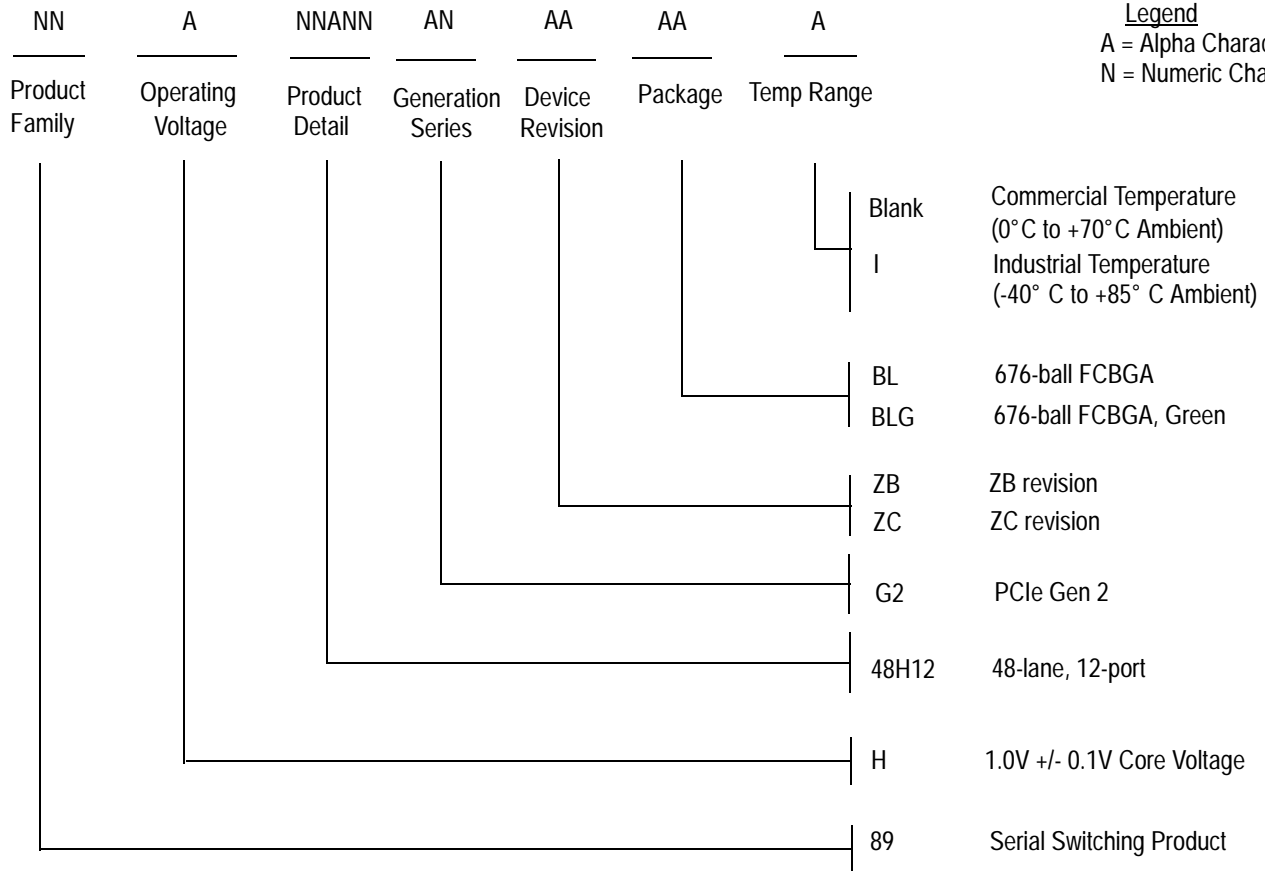 NN A NNANN AN AA AA A
Legend
A = Alpha
N = Numeric
Product Family
Operating Voltage
Product Detail
Generation Series
Device Revision
Package
Temp Range
Blank Commercial Temperature
(0°C to +70°C Ambient)
I Industrial Temperature
(-40° C to +85° C Ambient)
BL 676-ball FCBGA
BLG 676-ball FCBGA, Green
ZB ZB revision
ZC ZC revision
G2 PCIe Gen 2
48H12 48-lane, 12-port
H 1.0V +/- 0.1V Core Voltage
89 Serial Switching Product